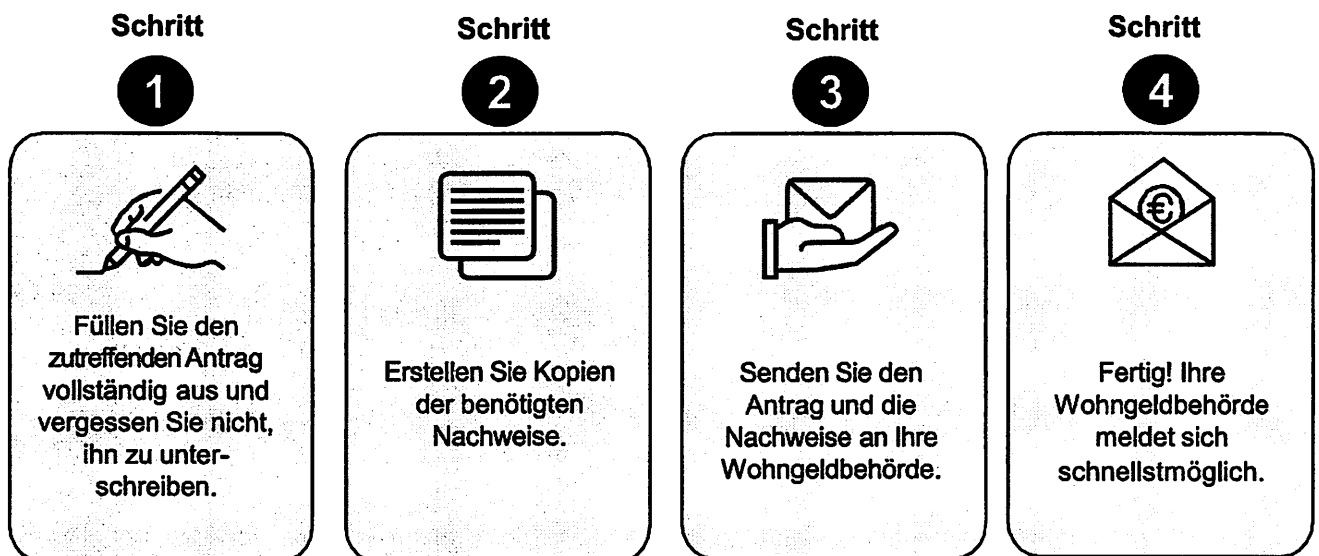 Schritt
1
Füllen Sie den
zutreffenden Antrag
vollständig aus und
vergessen Sie nicht,
ihn zu unter-
schreiben.
Schritt
2
Erstellen Sie Kopien
der benötigten
Nachweise.
Schritt
3
Senden Sie den
Antrag und die
Nachweise an Ihre
Wohngeldbehörde.
Schritt
4
€
Fertig! Ihre
Wohngeldbehörde
meldet sich
schnellstmöglich.